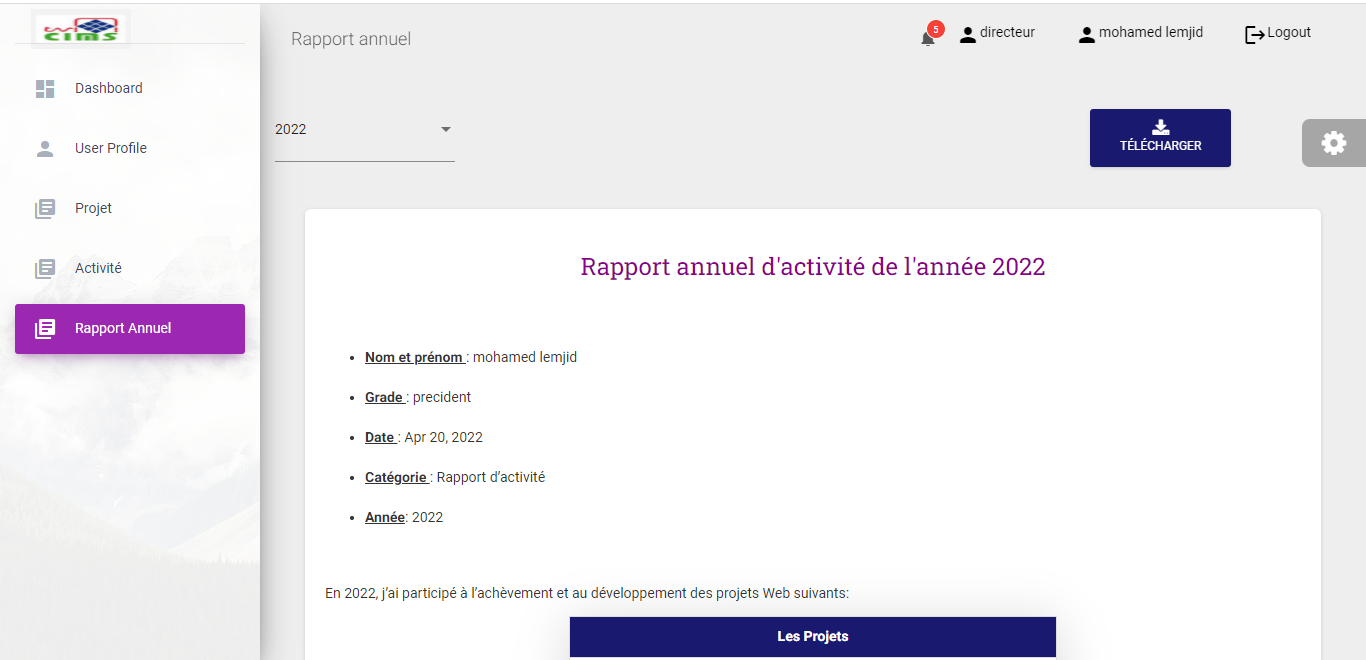 CIMS
Rapport annuel
5
directeur
mohamed lemjid
Logout
Dashboard
User Profile
Projet
Activité
Rapport Annuel
2022
TÉLÉCHARGER
Rapport annuel d'activité de l'année 2022
• Nom et prénom : mohamed lemjid
• Grade : precident
• Date : Apr 20, 2022
• Catégorie : Rapport d’activité
• Année: 2022
En 2022, j’ai participé à l’achèvement et au développement des projets Web suivants:
Les Projets